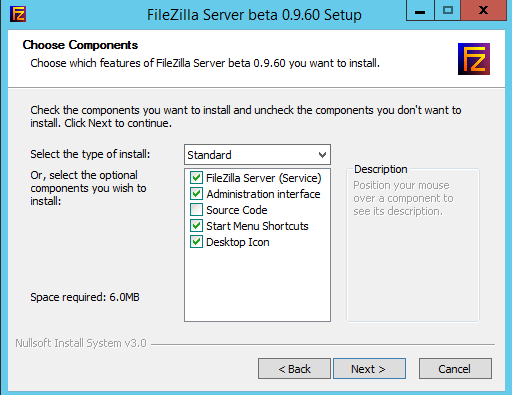 FileZilla Server beta 0.9.60 Setup
Choose Components
Choose which features of FileZilla Server beta 0.9.60 you want to install.
Check the components you want to install and uncheck the components you don't want to
install. Click Next to continue.
Select the type of install:
Standard
Or, select the optional
components you wish to
install:
FileZilla Server (Service)
Administration interface
Source Code
Start Menu Shortcuts
Desktop Icon
Description
Position your mouse
over a component to
see its description.
Space required: 6.0MB
Nullsoft Install System v3.0
< Back
Next >
Cancel